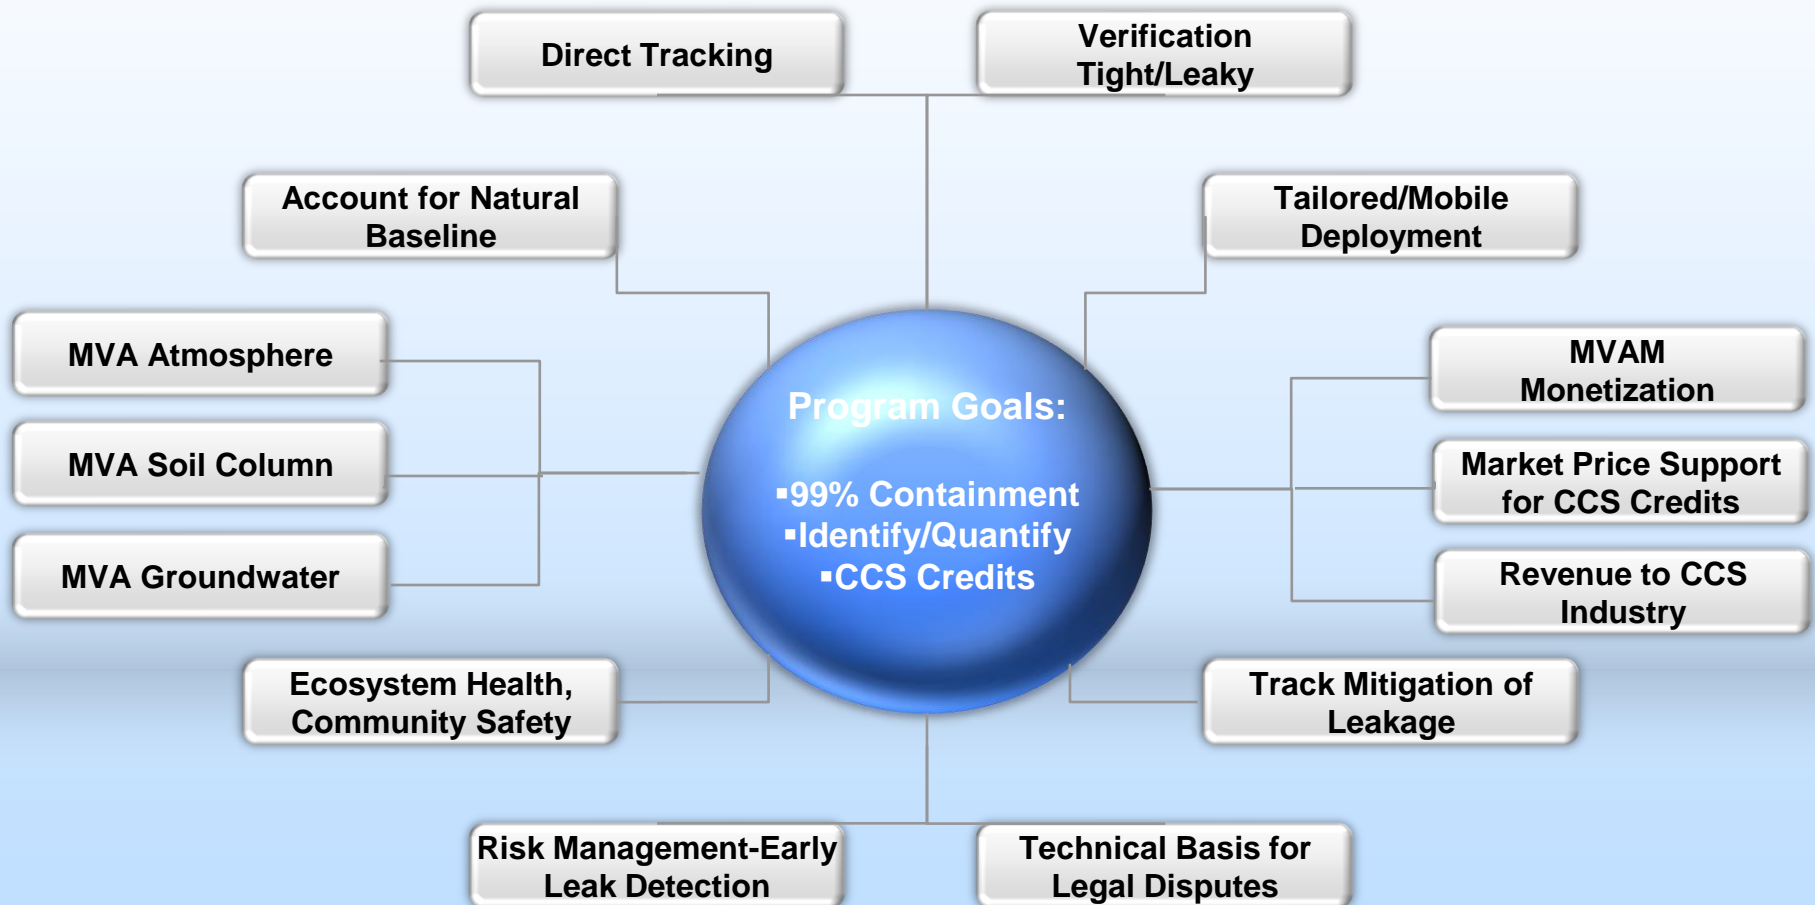 Direct Tracking
Verification
Tight/Leaky
Account for Natural
Baseline
Tailored/Mobile
Deployment
MVA Atmosphere
MVA Soil Column
MVA Groundwater
Program Goals:
▪99% Containment
▪Identify/Quantify
▪CCS Credits
MVAM
Monetization
Market Price Support
for CCS Credits
Revenue to CCS
Industry
Ecosystem Health,
Community Safety
Track Mitigation of
Leakage
Risk Management-Early
Leak Detection
Technical Basis for
Legal Disputes